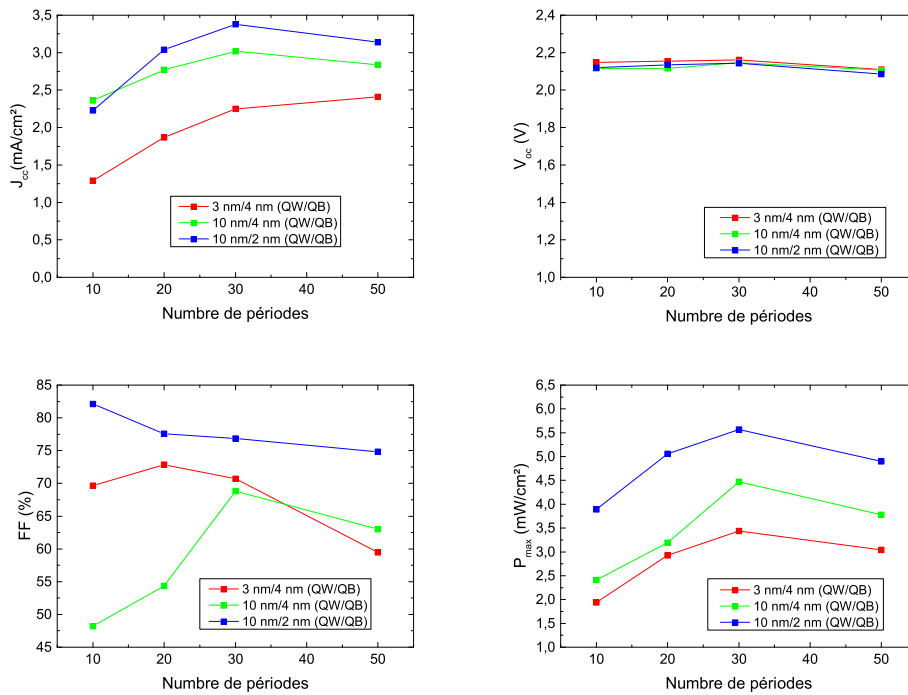 3,5
3,0
2,5
2,0
1,5
1,0
0,5
0,0
J_cc(mA/cm²)
3 nm/4 nm (QW/QB)
10 nm/4 nm (QW/QB)
10 nm/2 nm (QW/QB)
10 20 30 40 50
Numbre de périodes
2,4
2,2
2,0
1,8
1,6
1,4
1,2
1,0
V_oc (V)
3 nm/4 nm (QW/QB)
10 nm/4 nm (QW/QB)
10 nm/2 nm (QW/QB)
10 20 30 40 50
Numbre de périodes
85
80
75
70
65
60
55
50
45
FF (%)
3 nm/4 nm (QW/QB)
10 nm/4 nm (QW/QB)
10 nm/2 nm (QW/QB)
10 20 30 40 50
Numbre de périodes
6,5
6,0
5,5
5,0
4,5
4,0
3,5
3,0
2,5
2,0
1,5
1,0
P_max (mW/cm²)
3 nm/4 nm (QW/QB)
10 nm/4 nm (QW/QB)
10 nm/2 nm (QW/QB)
10 20 30 40 50
Numbre de périodes